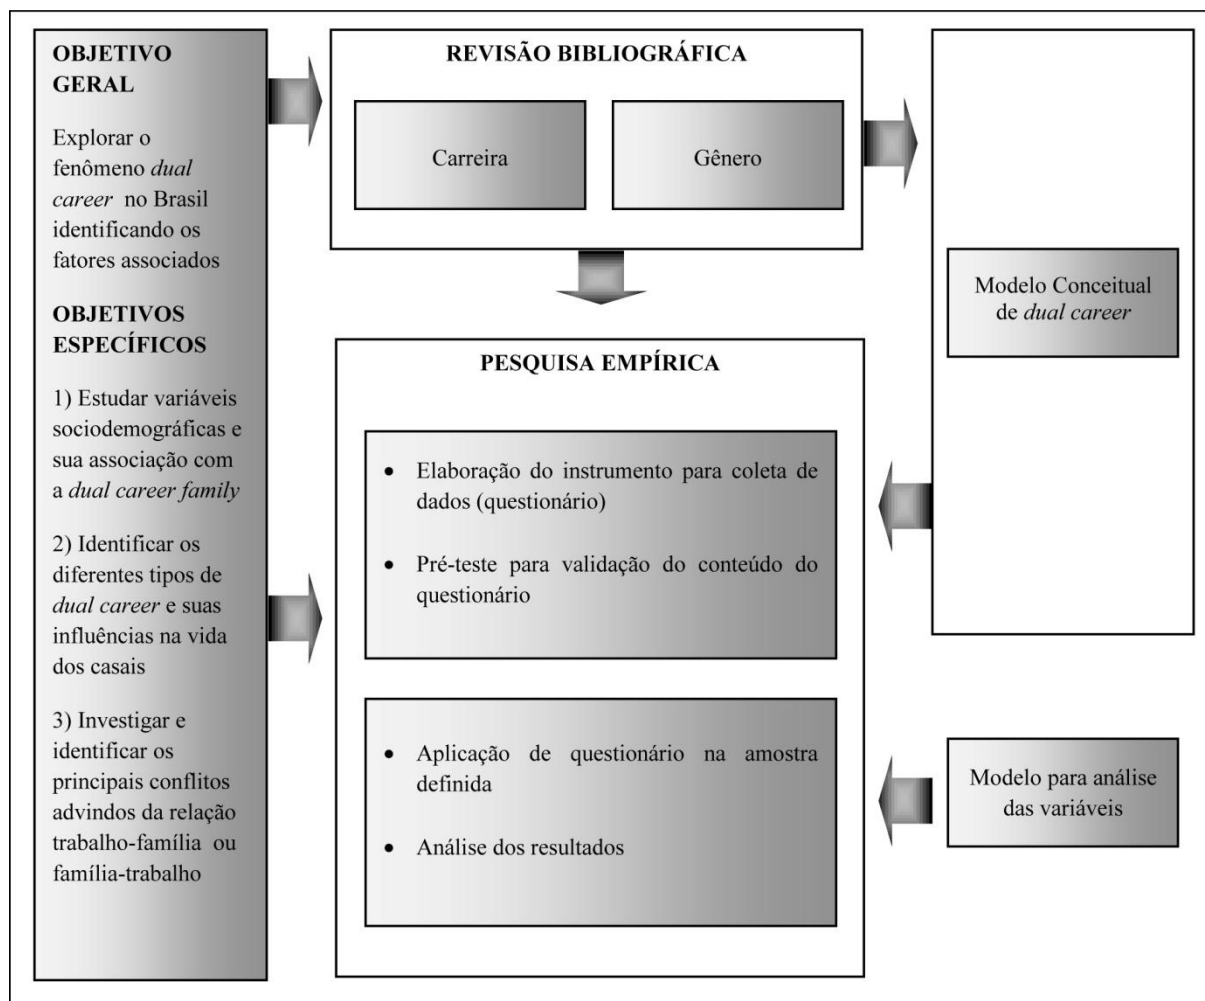 OBJETIVO
GERAL
Explorar o
fenômeno dual
career no Brasil
identificando os
fatores associados
OBJETIVOS
ESPECÍFICOS
1) Estudar variáveis
sociodemográficas e
sua associação com
a dual career family
2) Identificar os
diferentes tipos de
dual career e suas
influências na vida
dos casais
3) Investigar e
identificar os
principais conflitos
advindos da relação
trabalho-família ou
família-trabalho
REVISÃO BIBLIOGRÁFICA
Carreira
Gênero
Modelo Conceitual
de dual career
PESQUISA EMPÍRICA
• Elaboração do instrumento para coleta de
dados (questionário)
• Pré-teste para validação do conteúdo do
questionário
• Aplicação de questionário na amostra
definida
• Análise dos resultados
Modelo para análise
das variáveis